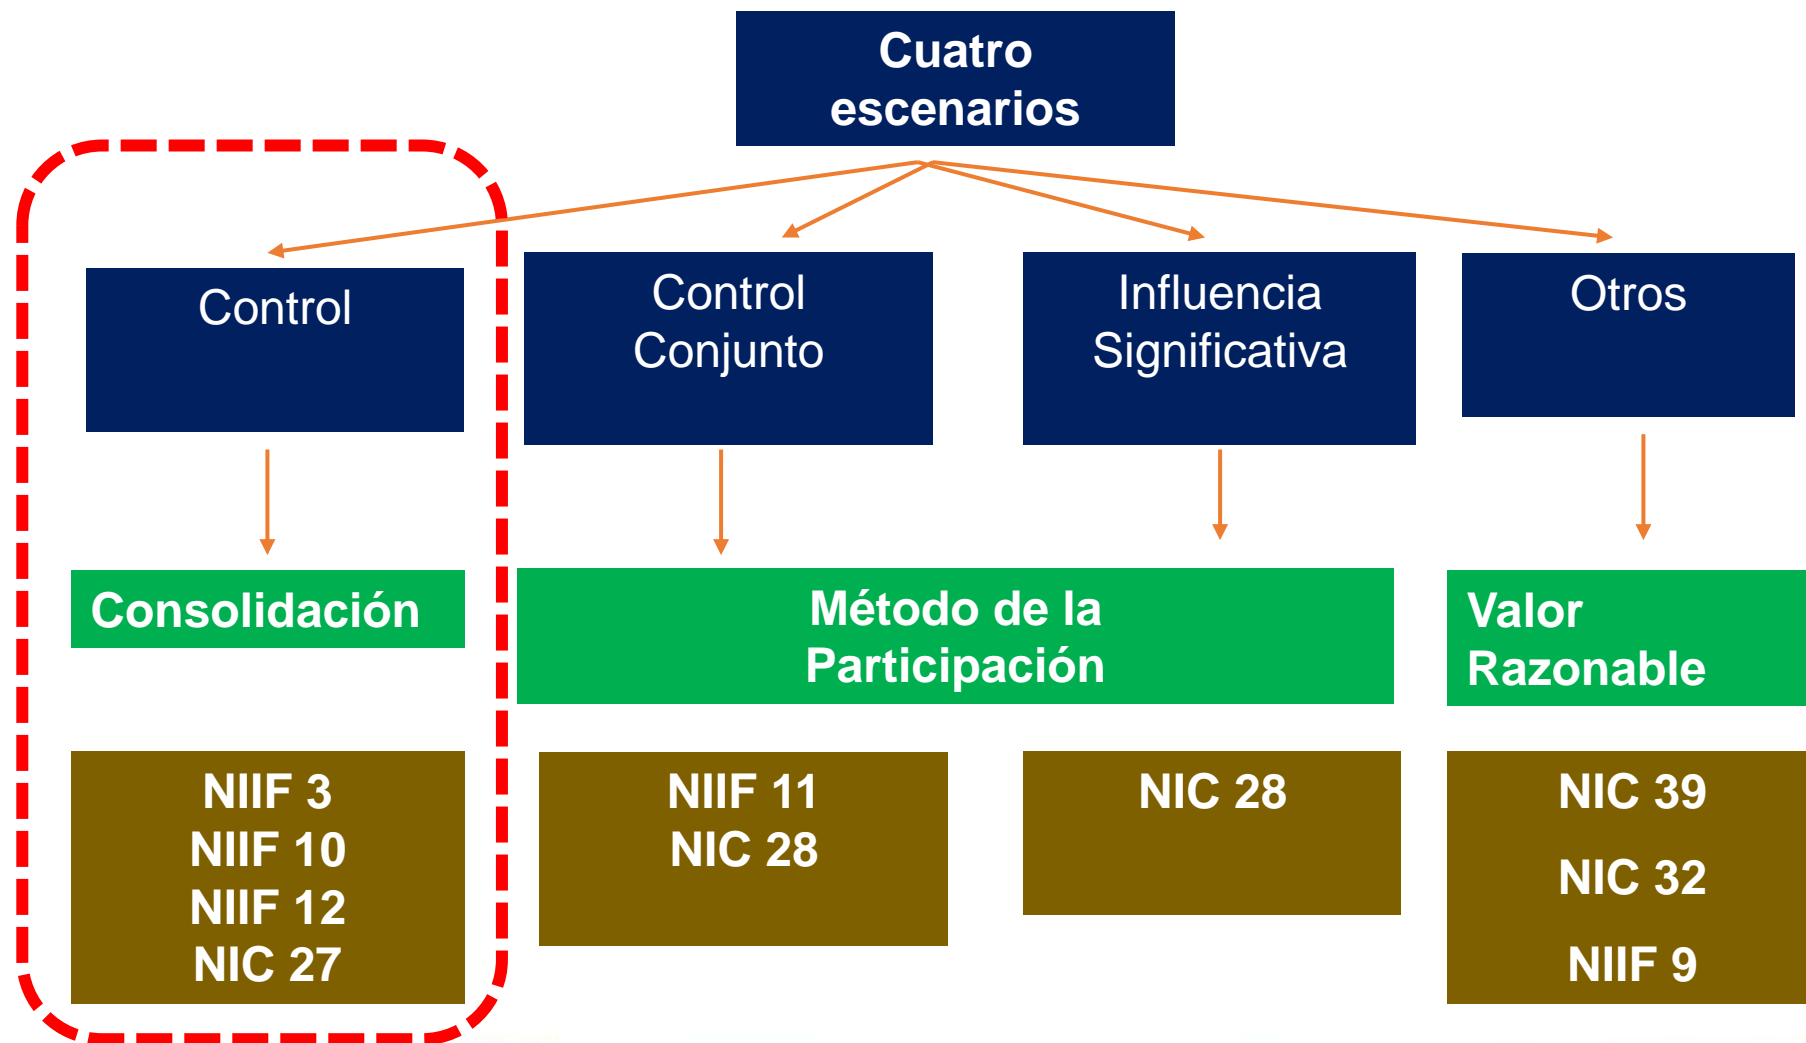 Cuatro
escenarios
Control
Control
Conjunto
Influencia
Significativa
Otros
Consolidación
Método de la
Participación
Valor
Razonable
NIIF 3
NIIF 10
NIIF 12
NIC 27
NIIF 11
NIC 28
NIC 28
NIC 39
NIC 32
NIIF 9